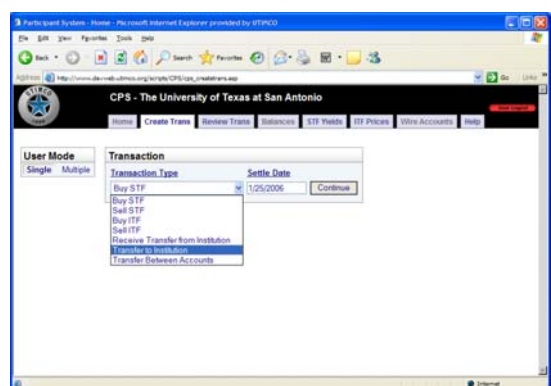 Participant System - Home - Microsoft Internet Explorer provided by UTIMCO
File Edit View Favorites Tools Help
Back Search Favorites
Address Go Links
UTIMCO
CPS - The University of Texas at San Antonio
Home Create Trans Review Trans Balances STF Yields ITF Prices Wire Accounts Help
User Mode
Single Multiple
Transaction
Transaction Type Settle Date
Buy STF 1/25/2006 Continue
Buy STF
Sell STF
Buy ITF
Sell ITF
Receive Transfer from Institution
Transfer to Institution
Transfer Between Accounts
Internet